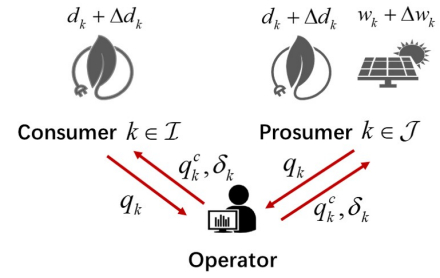 d_k + Δd_k
d_k + Δd_k   w_k + Δw_k
Consumer k ∈ ℐ
Prosumer k ∈ 𝒥
q_k
q_k^c, δ_k
q_k
q_k^c, δ_k
Operator